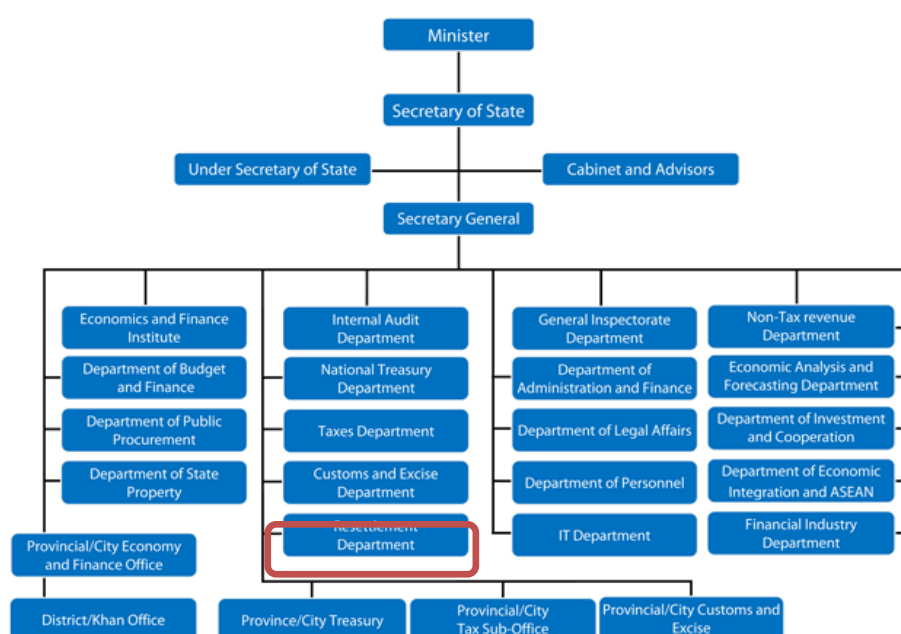 Minister
Secretary of State
Under Secretary of State
Cabinet and Advisors
Secretary General
Economics and Finance
Institute
Internal Audit
Department
General Inspectorate
Department
Non-Tax revenue
Department
Department of Budget
and Finance
National Treasury
Department
Department of
Administration and Finance
Economic Analysis and
Forecasting Department
Department of Public
Procurement
Taxes Department
Department of Legal Affairs
Department of Investment
and Cooperation
Department of State
Property
Customs and Excise
Department
Department of Personnel
Department of Economic
Integration and ASEAN
Resettlement
Department
IT Department
Financial Industry
Department
Provincial/City Economy
and Finance Office
District/Khan Office
Province/City Treasury
Provincial/City
Tax Sub-Office
Provincial/City Customs and
Excise